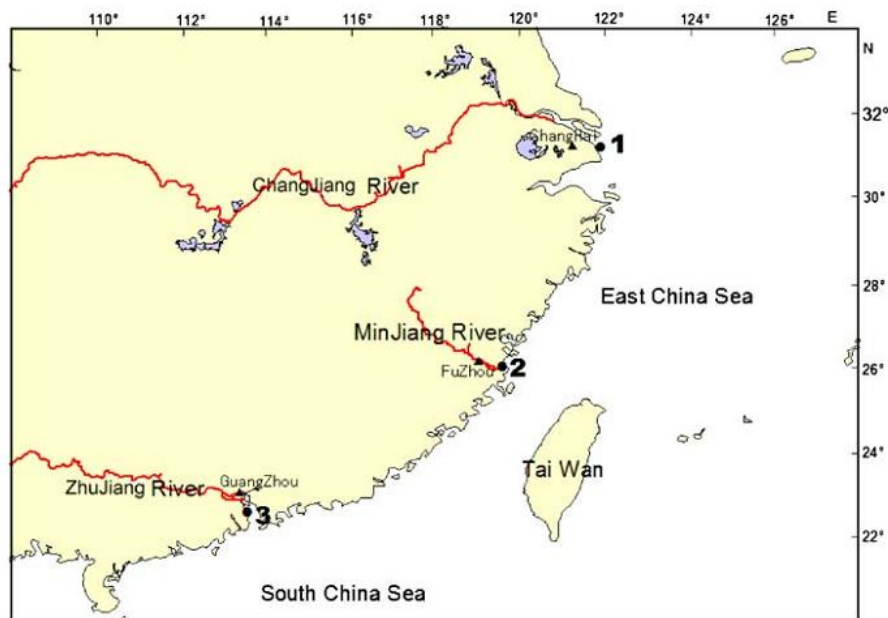 110° 112° 114° 116° 118° 120° 122° 124° 126° E
N
32°
ShangHai
1
ChangJiang River
30°
28°
East China Sea
MinJiang River
2
FuZhou
26°
24°
Tai Wan
GuangZhou
ZhuJiang River
3
22°
South China Sea